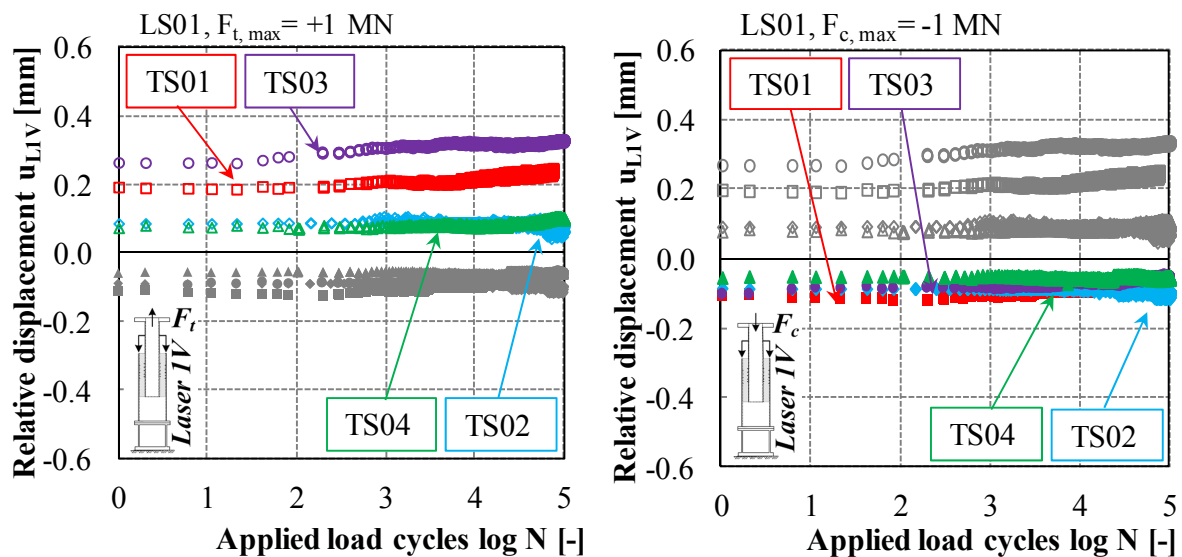 LS01, F_t, max = +1 MN
Relative displacement u_L1V [mm]
0.6
0.4
0.2
0.0
-0.2
-0.4
-0.6
TS01
TS03
F_t
Laser 1V
TS04
TS02
0 1 2 3 4 5
Applied load cycles log N [-]
LS01, F_c, max = -1 MN
Relative displacement u_L1V [mm]
0.6
0.4
0.2
0.0
-0.2
-0.4
-0.6
TS01
TS03
F_c
Laser 1V
TS04
TS02
0 1 2 3 4 5
Applied load cycles log N [-]